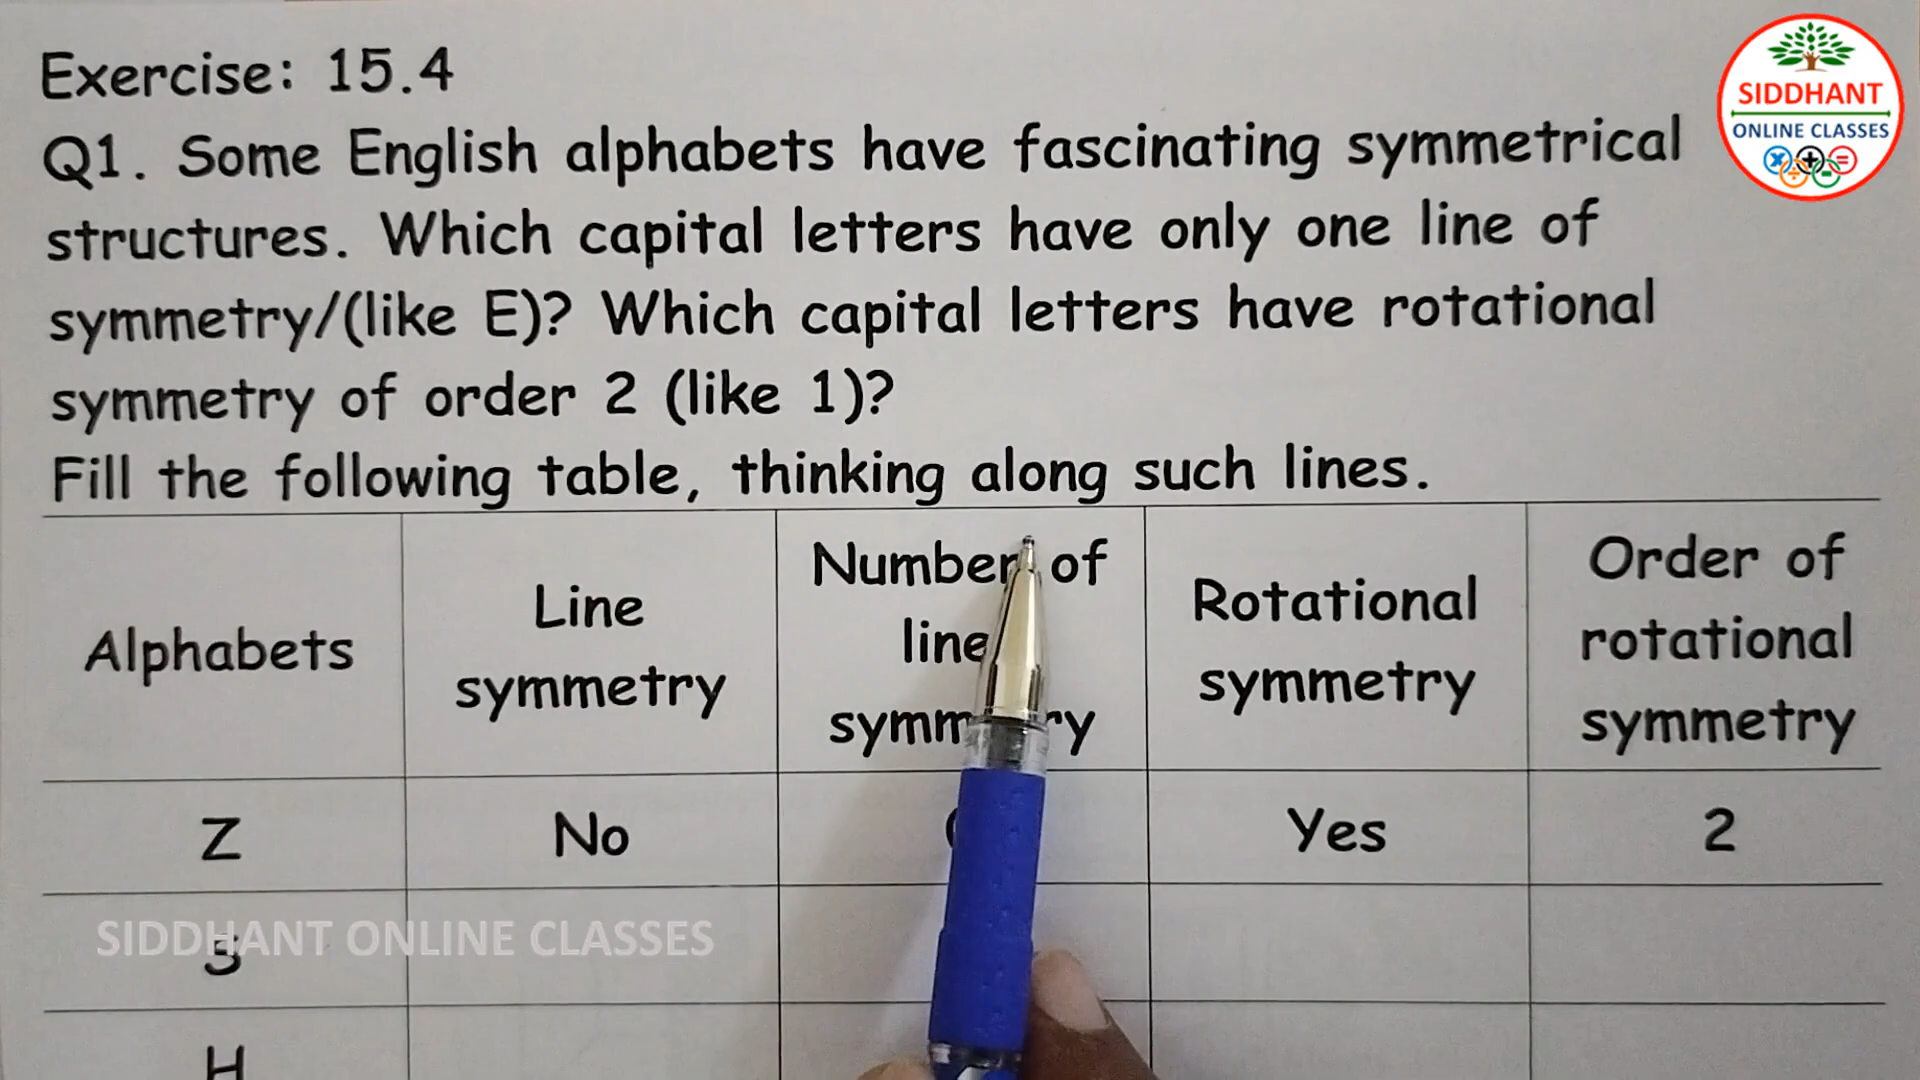 Exercise: 15.4
SIDDHANT
ONLINE CLASSES
Q1. Some English alphabets have fascinating symmetrical
structures. Which capital letters have only one line of
symmetry/(like E)? Which capital letters have rotational
symmetry of order 2 (like 1)?
Fill the following table, thinking along such lines.
Alphabets
Line
symmetry
Number of
line
Rotational
symmetry
Order of
rotational
symmetry
Z No Yes 2
SIDDHANT ONLINE CLASSES
S
H